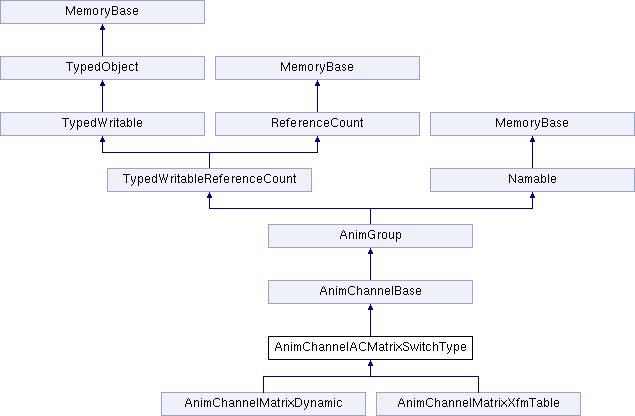 MemoryBase
TypedObject
MemoryBase
TypedWritable
ReferenceCount
MemoryBase
TypedWritableReferenceCount
Namable
AnimGroup
AnimChannelBase
AnimChannelACMatrixSwitchType
AnimChannelMatrixDynamic
AnimChannelMatrixXfmTable